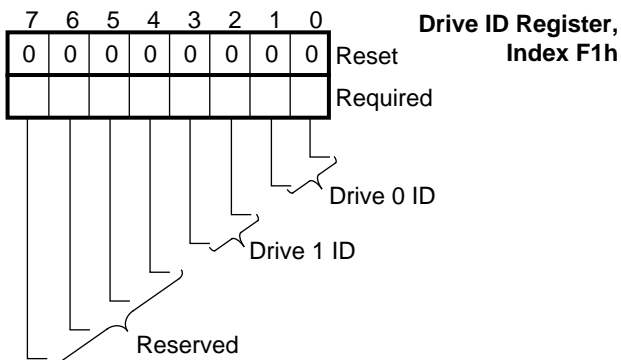 7 6 5 4 3 2 1 0
Drive ID Register,
Index F1h
0 0 0 0 0 0 0 0 Reset
Required
Drive 0 ID
Drive 1 ID
Reserved